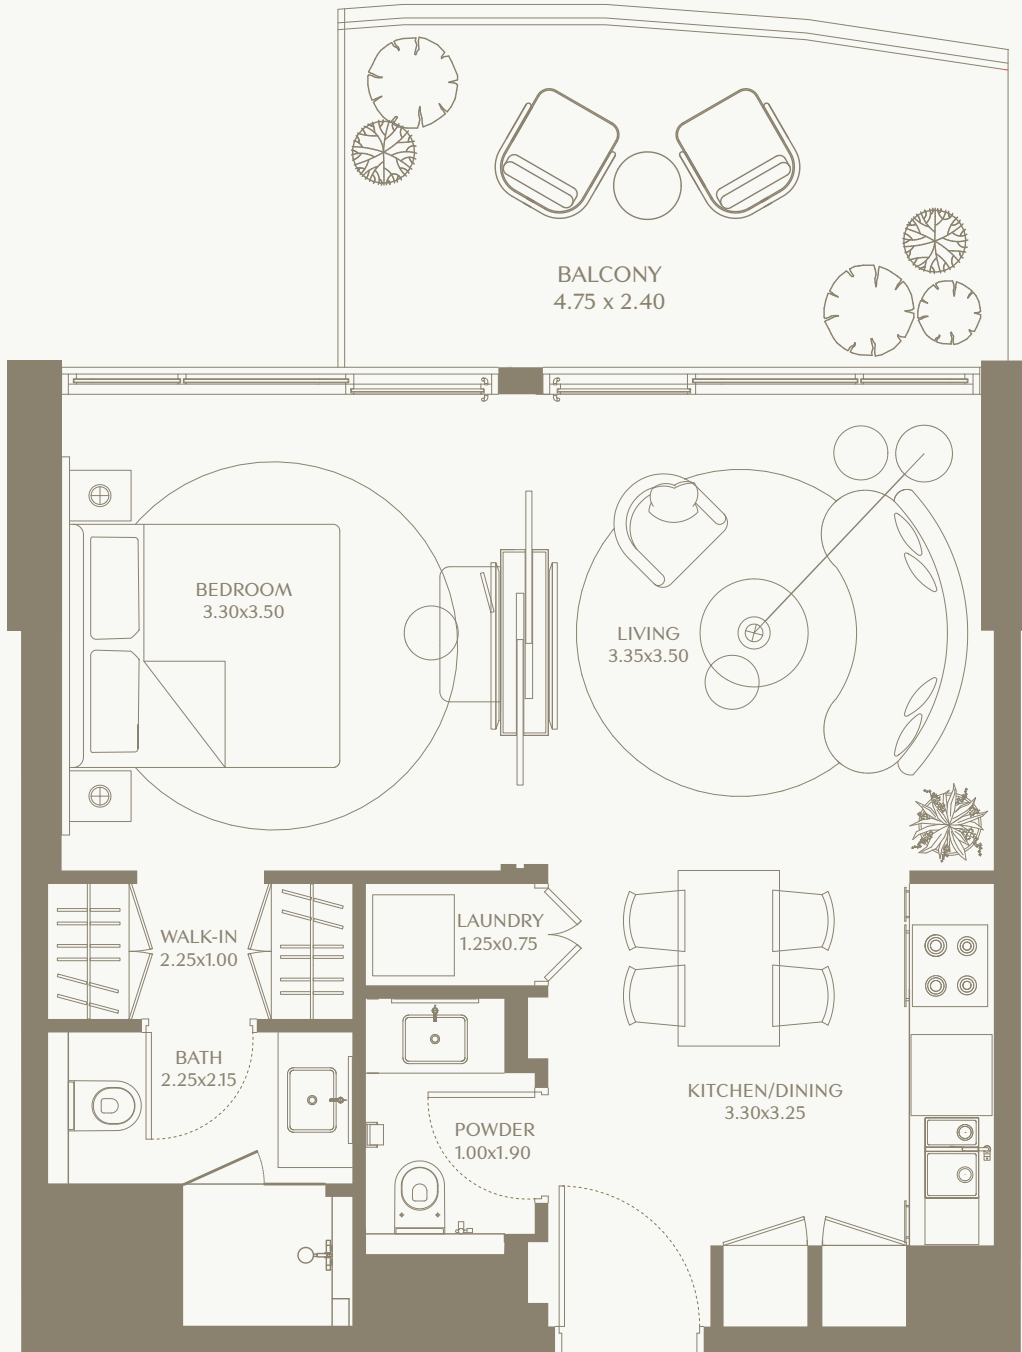 BALCONY
4.75 x 2.40
BEDROOM
3.30x3.50
LIVING
3.35x3.50
LAUNDRY
1.25x0.75
WALK-IN
2.25x1.00
BATH
2.25x2.15
KITCHEN/DINING
3.30x3.25
POWDER
1.00x1.90